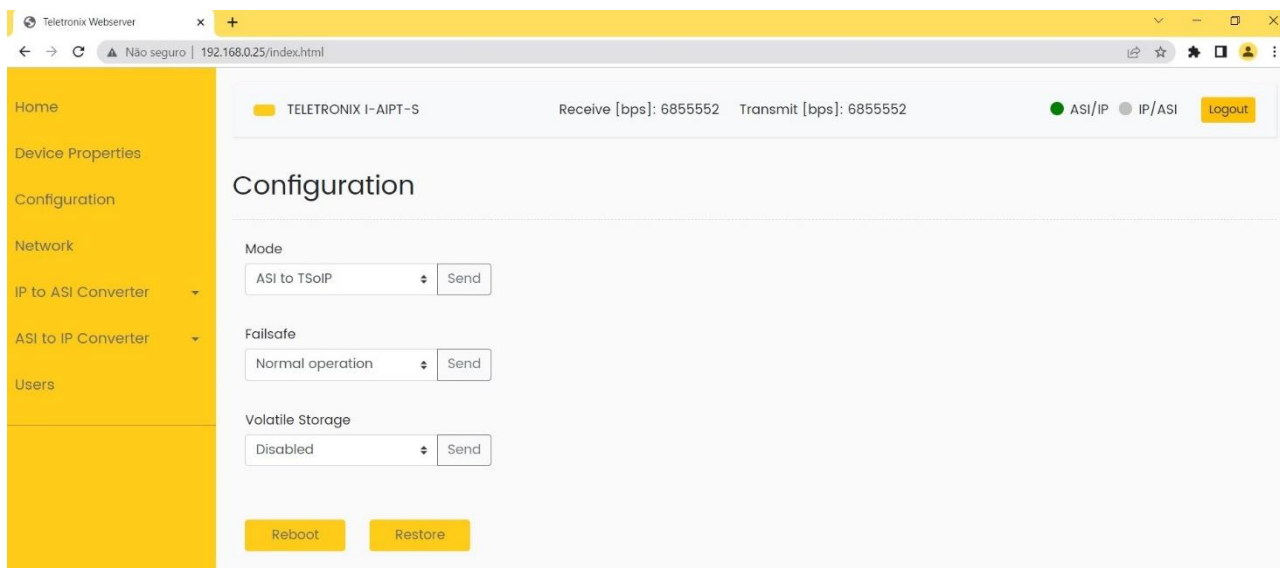 Teletronix Webserver
Não seguro | 192.168.0.25/index.html
Home
Device Properties
Configuration
Network
IP to ASI Converter
ASI to IP Converter
Users
TELETRONIX I-AIPT-S Receive [bps]: 6855552 Transmit [bps]: 6855552 ASI/IP IP/ASI Logout
Configuration
Mode
ASI to TSoIP Send
Failsafe
Normal operation Send
Volatile Storage
Disabled Send
Reboot Restore